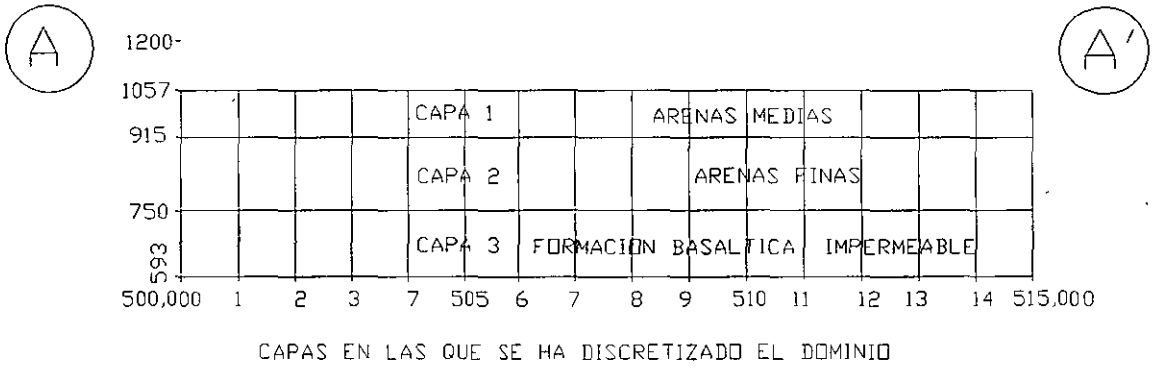 A
A'
1200
1057
CAPA 1 ARENAS MEDIAS
915
CAPA 2 ARENAS FINAS
750
CAPA 3 FORMACION BASALTICA IMPERMEABLE
593
500,000 1 2 3 7 505 6 7 8 9 510 11 12 13 14 515,000
CAPAS EN LAS QUE SE HA DISCRETIZADO EL DOMINIO